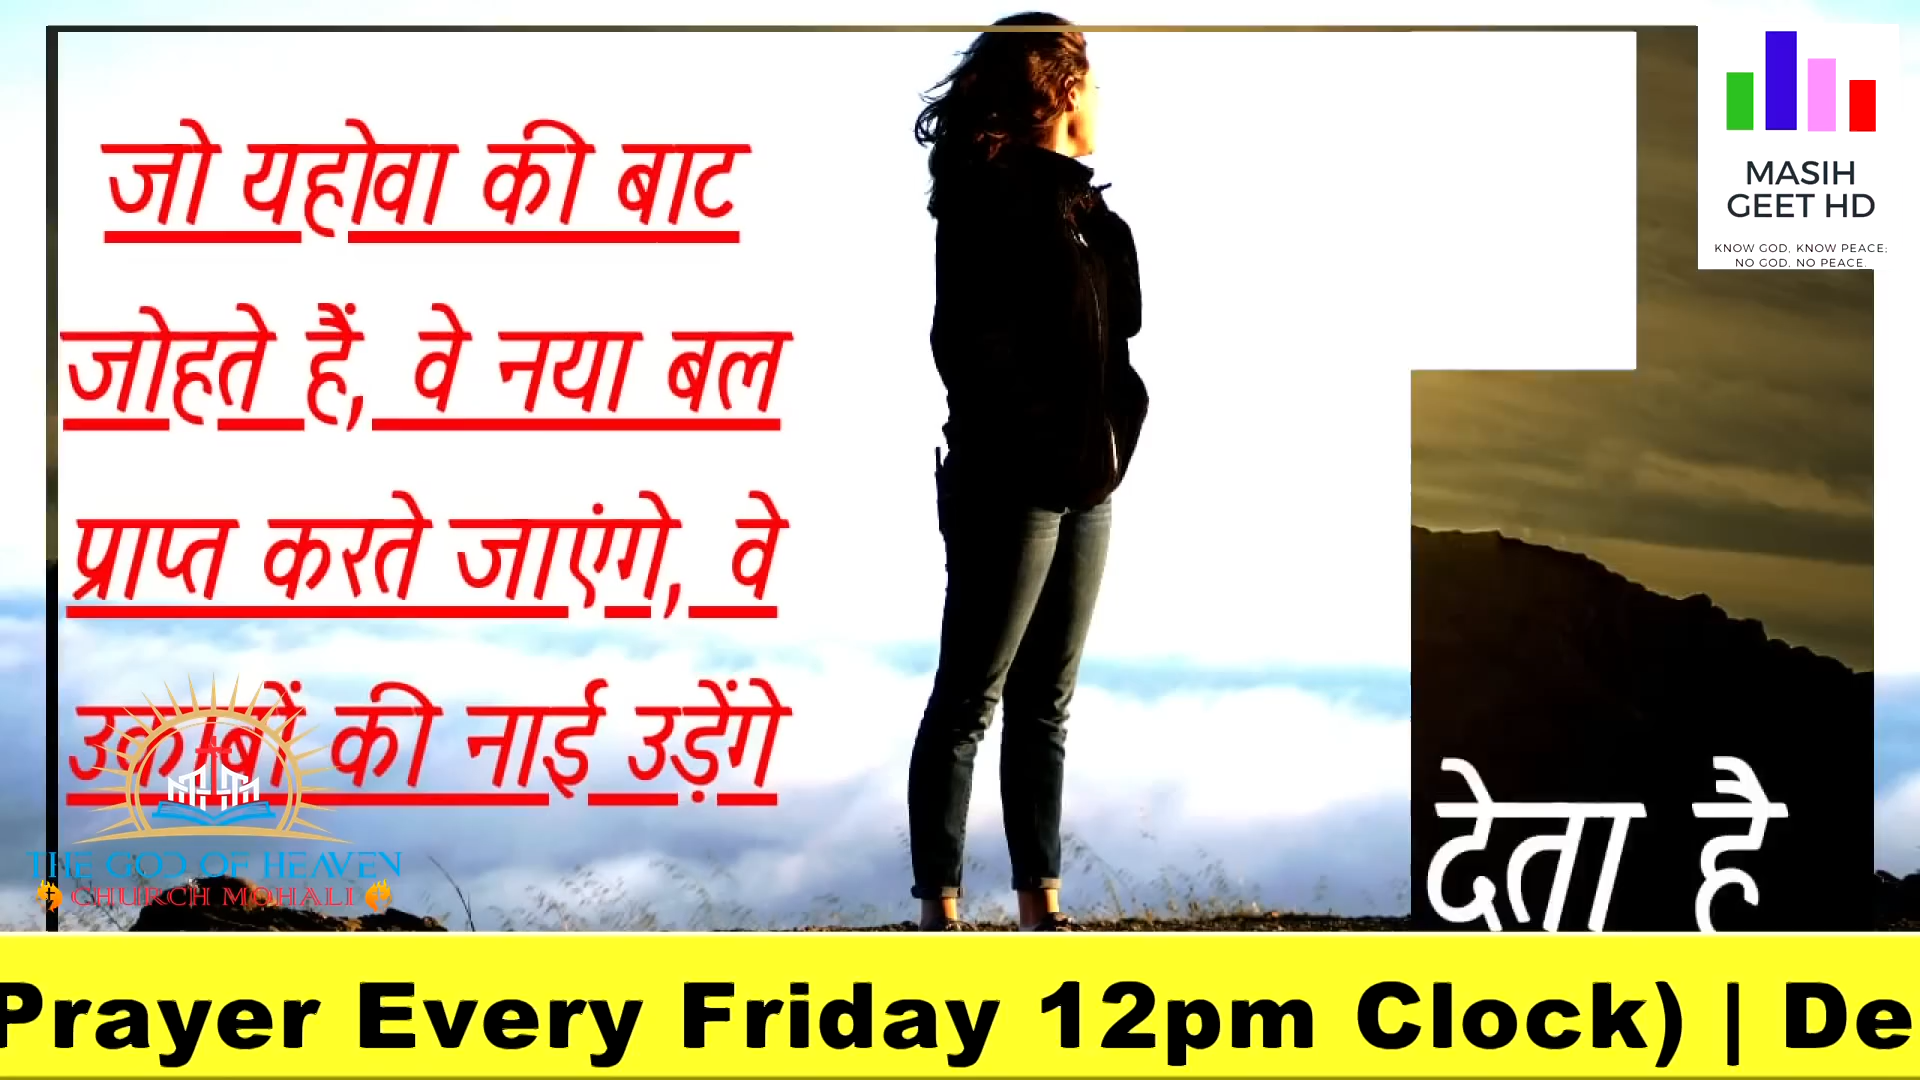 जो यहोवा की बाट
जोहते हैं, वे नया बल
प्राप्त करते जाएंगे, वे
उकाबों की नाई उड़ेंगे
देता है
MASIH
GEET HD
KNOW GOD, KNOW PEACE;
NO GOD, NO PEACE.
THE GOD OF HEAVEN
CHURCH MOHALI
Prayer Every Friday 12pm Clock) | De